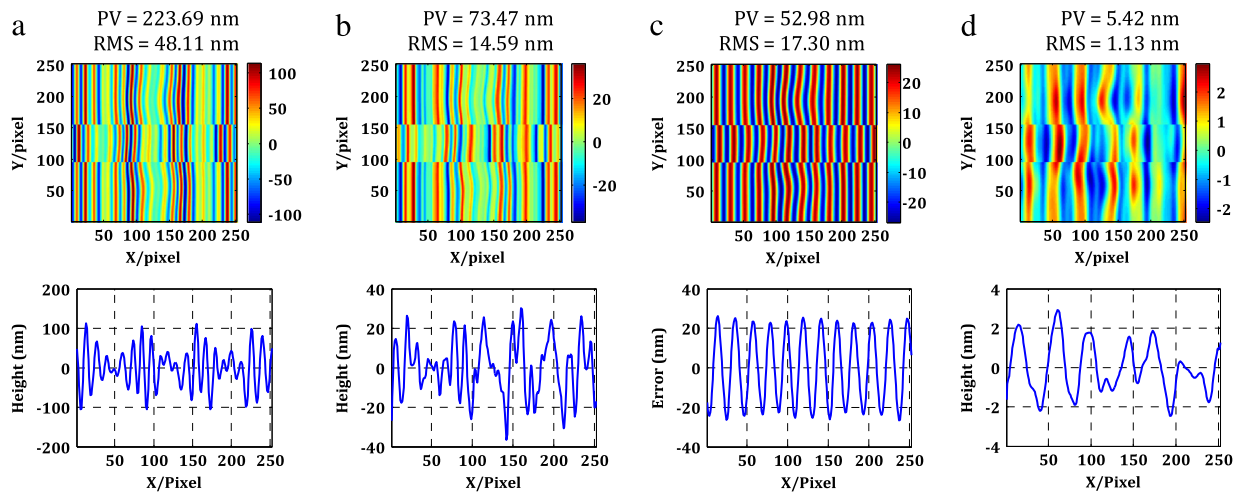 a
PV = 223.69 nm
RMS = 48.11 nm
250
200
150
100
50
Y/pixel
50 100 150 200 250
X/pixel
100
50
0
-50
-100
b
PV = 73.47 nm
RMS = 14.59 nm
250
200
150
100
50
Y/pixel
50 100 150 200 250
X/pixel
20
0
-20
c
PV = 52.98 nm
RMS = 17.30 nm
250
200
150
100
50
Y/pixel
50 100 150 200 250
X/pixel
20
10
0
-10
-20
d
PV = 5.42 nm
RMS = 1.13 nm
250
200
150
100
50
Y/pixel
50 100 150 200 250
X/pixel
2
1
0
-1
-2
200
100
0
-100
-200
Height (nm)
50 100 150 200 250
X/Pixel
40
20
0
-20
-40
Height (nm)
50 100 150 200 250
X/Pixel
40
20
0
-20
-40
Error (nm)
50 100 150 200 250
X/Pixel
4
2
0
-2
-4
Height (nm)
50 100 150 200 250
X/Pixel